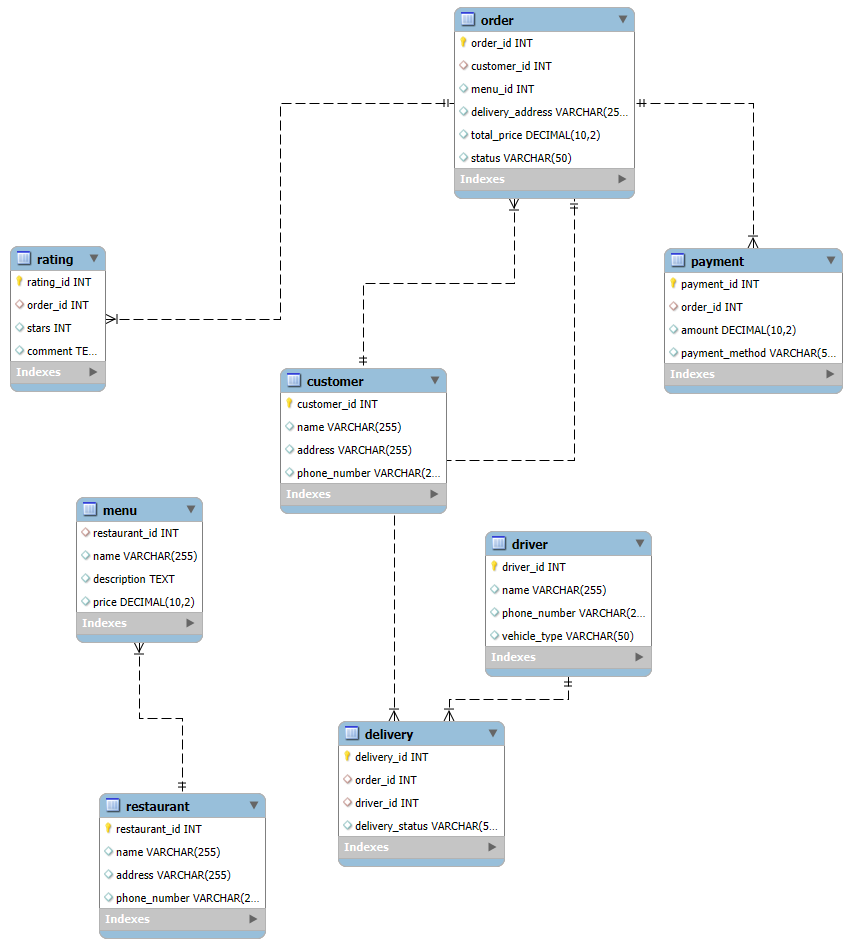 order
order_id INT
customer_id INT
menu_id INT
delivery_address VARCHAR(25...
total_price DECIMAL(10,2)
status VARCHAR(50)
Indexes
rating
rating_id INT
order_id INT
stars INT
comment TE...
Indexes
payment
payment_id INT
order_id INT
amount DECIMAL(10,2)
payment_method VARCHAR(5...
Indexes
customer
customer_id INT
name VARCHAR(255)
address VARCHAR(255)
phone_number VARCHAR(2...
Indexes
menu
restaurant_id INT
name VARCHAR(255)
description TEXT
price DECIMAL(10,2)
Indexes
driver
driver_id INT
name VARCHAR(255)
phone_number VARCHAR(2...
vehicle_type VARCHAR(50)
Indexes
delivery
delivery_id INT
order_id INT
driver_id INT
delivery_status VARCHAR(5...
Indexes
restaurant
restaurant_id INT
name VARCHAR(255)
address VARCHAR(255)
phone_number VARCHAR(2...
Indexes